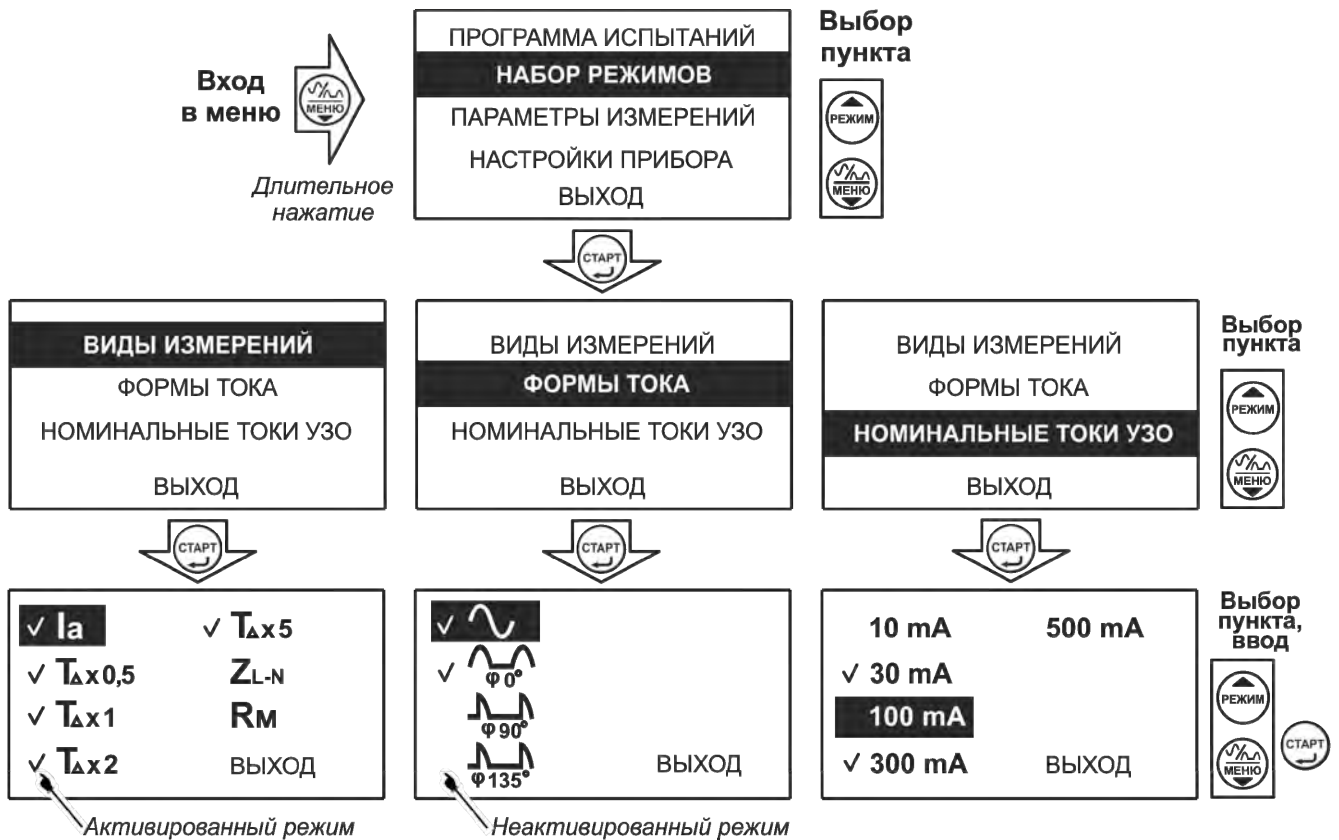 Вход
в меню
МЕНЮ
Длительное
нажатие
ПРОГРАММА ИСПЫТАНИЙ
НАБОР РЕЖИМОВ
ПАРАМЕТРЫ ИЗМЕРЕНИЙ
НАСТРОЙКИ ПРИБОРА
ВЫХОД
Выбор
пункта
РЕЖИМ
МЕНЮ
СТАРТ
ВИДЫ ИЗМЕРЕНИЙ
ФОРМЫ ТОКА
НОМИНАЛЬНЫЕ ТОКИ УЗО
ВЫХОД
ВИДЫ ИЗМЕРЕНИЙ
ФОРМЫ ТОКА
НОМИНАЛЬНЫЕ ТОКИ УЗО
ВЫХОД
ВИДЫ ИЗМЕРЕНИЙ
ФОРМЫ ТОКА
НОМИНАЛЬНЫЕ ТОКИ УЗО
ВЫХОД
Выбор
пункта
РЕЖИМ
МЕНЮ
СТАРТ
СТАРТ
СТАРТ
✓ Ia ✓ TΔx5
✓ TΔx0,5 ZL-N
✓ TΔx1 RM
✓ TΔx2 ВЫХОД
Активированный режим
✓
✓ φ0°
φ90°
φ135° ВЫХОД
Неактивированный режим
10 mA 500 mA
✓ 30 mA
100 mA
✓ 300 mA ВЫХОД
Выбор
пункта,
ввод
РЕЖИМ
МЕНЮ
СТАРТ